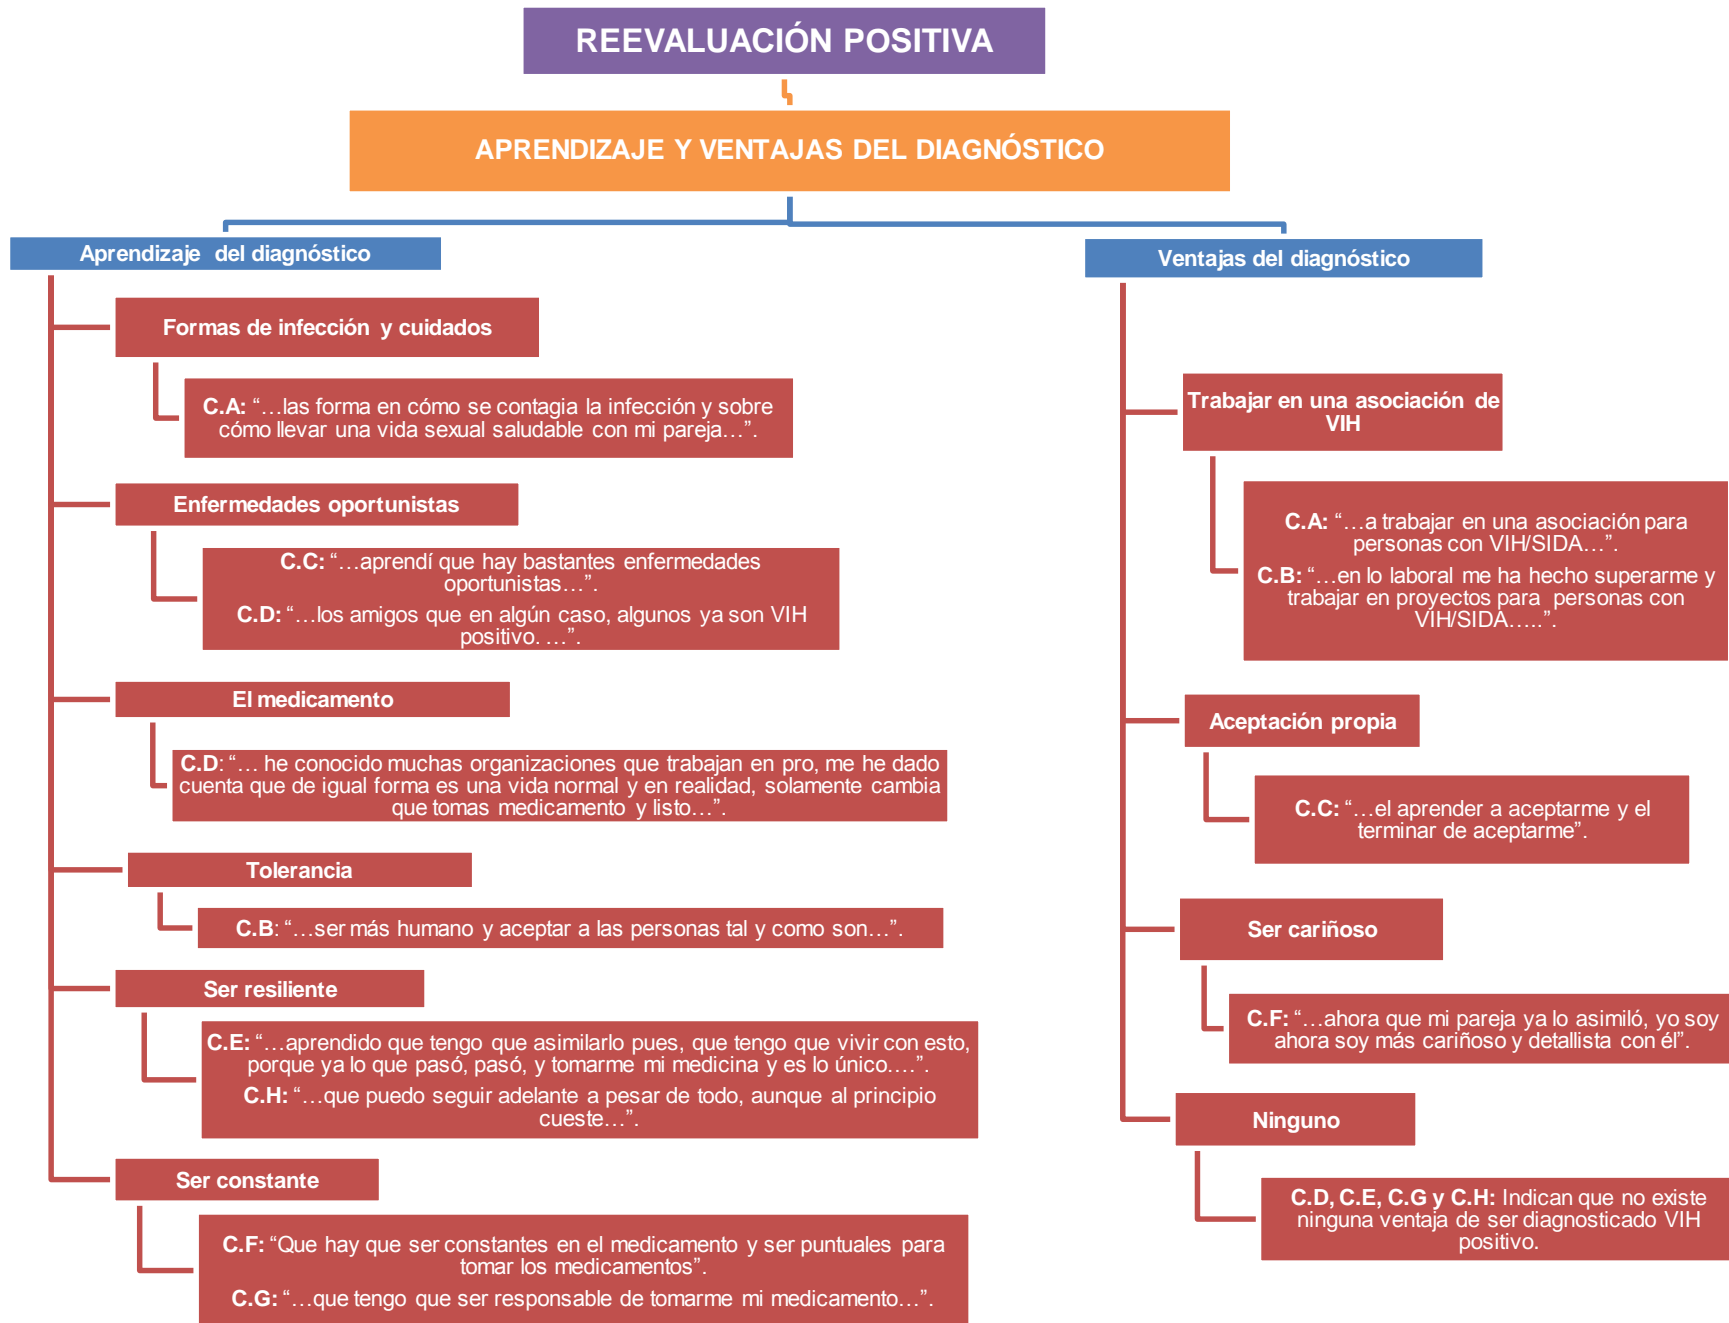 REEVALUACIÓN POSITIVA
APRENDIZAJE Y VENTAJAS DEL DIAGNÓSTICO
Aprendizaje del diagnóstico
Formas de infección y cuidados
C.A: “…las forma en cómo se contagia la infección y sobre
cómo llevar una vida sexual saludable con mi pareja…”.
Enfermedades oportunistas
C.C: “…aprendí que hay bastantes enfermedades
oportunistas…”.
C.D: “…los amigos que en algún caso, algunos ya son VIH
positivo. …”.
El medicamento
C.D: “… he conocido muchas organizaciones que trabajan en pro, me he dado
cuenta que de igual forma es una vida normal y en realidad, solamente cambia
que tomas medicamento y listo…”.
Tolerancia
C.B: “…ser más humano y aceptar a las personas tal y como son…”.
Ser resiliente
C.E: “…aprendido que tengo que asimilarlo pues, que tengo que vivir con esto,
porque ya lo que pasó, pasó, y tomarme mi medicina y es lo único….”.
C.H: “…que puedo seguir adelante a pesar de todo, aunque al principio
cueste…”.
Ser constante
C.F: “Que hay que ser constantes en el medicamento y ser puntuales para
tomar los medicamentos”.
C.G: “…que tengo que ser responsable de tomarme mi medicamento…”.
Ventajas del diagnóstico
Trabajar en una asociación de
VIH
C.A: “…a trabajar en una asociación para
personas con VIH/SIDA…”.
C.B: “…en lo laboral me ha hecho superarme y
trabajar en proyectos para personas con
VIH/SIDA…..”.
Aceptación propia
C.C: “…el aprender a aceptarme y el
terminar de aceptarme”.
Ser cariñoso
C.F: “…ahora que mi pareja ya lo asimiló, yo soy
ahora soy más cariñoso y detallista con él”.
Ninguno
C.D, C.E, C.G y C.H: Indican que no existe
ninguna ventaja de ser diagnosticado VIH
positivo.